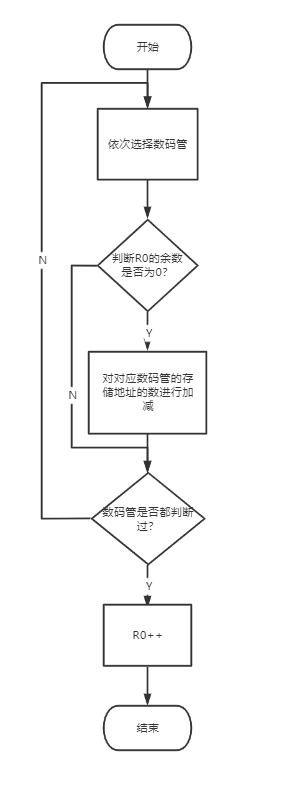 开始
依次选择数码管
判断R0的余数
是否为0?
N
Y
对对应数码管的存
储地址的数进行加
减
N
数码管是否都判断
过?
Y
R0++
结束